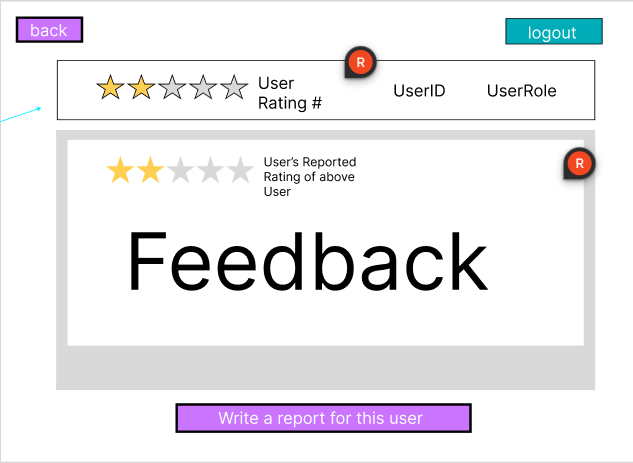 back
logout
R
User
Rating #
UserID
UserRole
R
User's Reported
Rating of above
User
Feedback
Write a report for this user